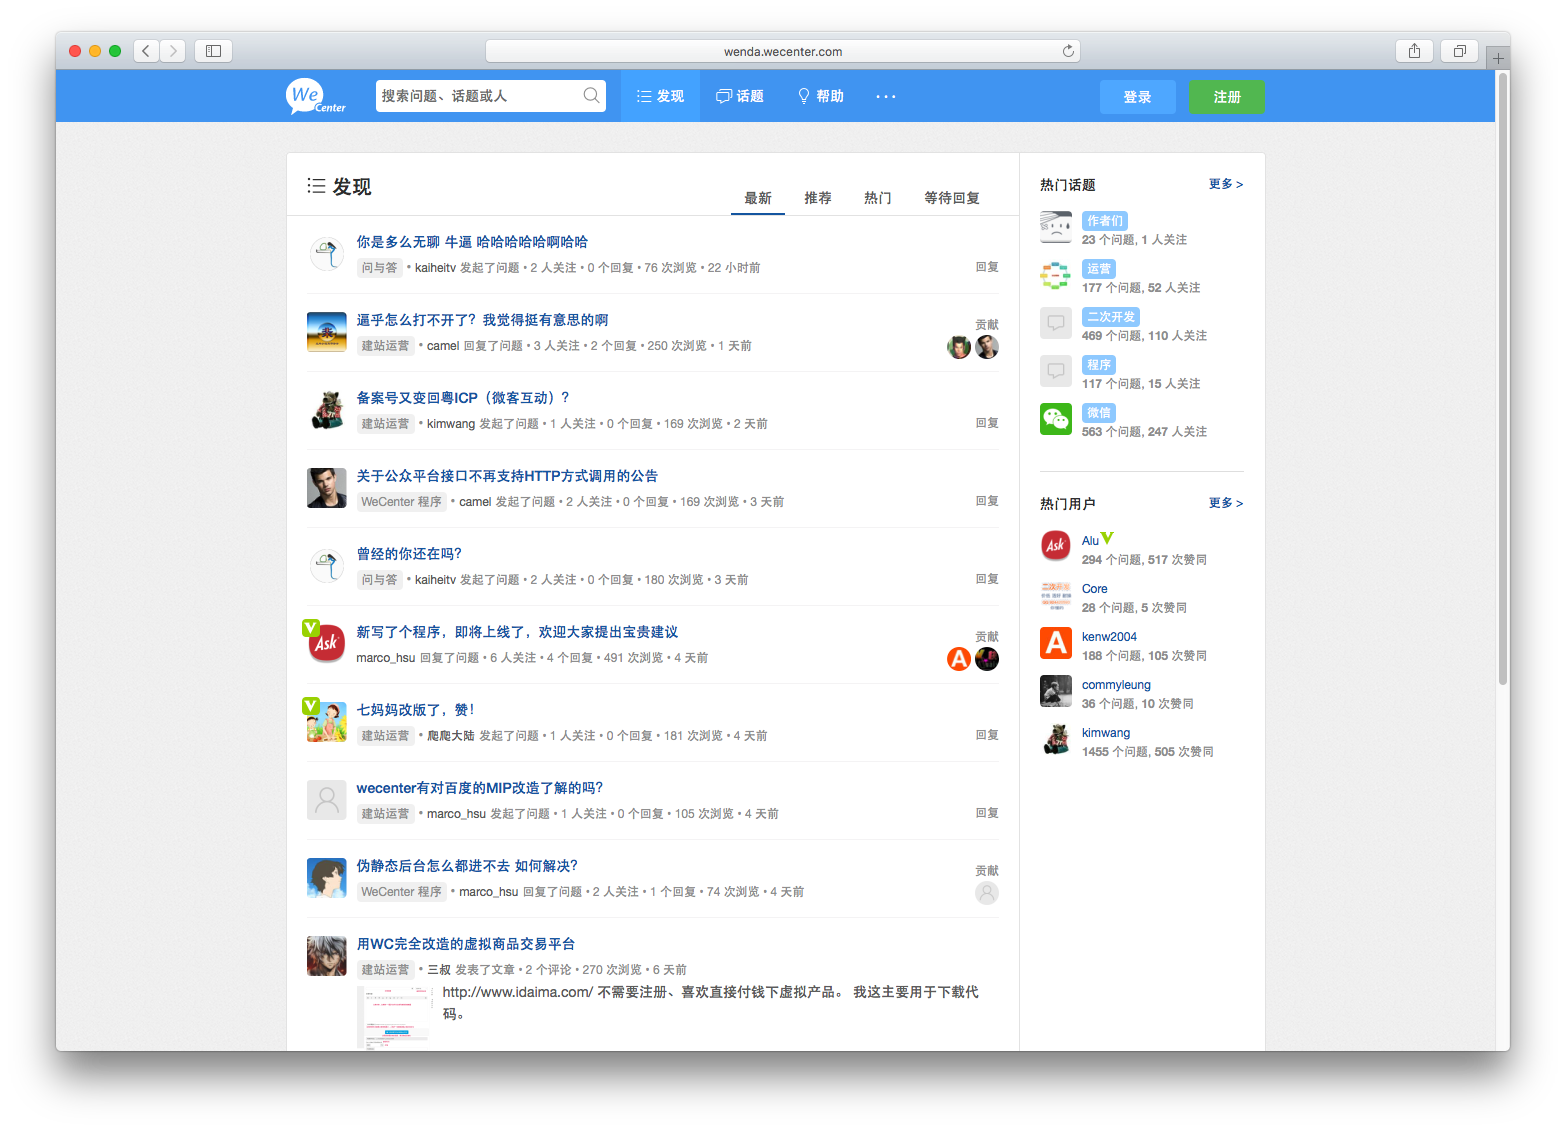 wenda.wecenter.com
WeCenter
搜索问题、话题或人
发现
话题
帮助
···
登录
注册
发现
最新
推荐
热门
等待回复
你是多么无聊 牛逼 哈哈哈哈哈啊哈哈
问与答 • kaiheitv 发起了问题 • 2 人关注 • 0 个回复 • 76 次浏览 • 22 小时前
回复
逼乎怎么打不开了？我觉得挺有意思的啊
贡献
建站运营 • camel 回复了问题 • 3 人关注 • 2 个回复 • 250 次浏览 • 1 天前
备案号又变回粤ICP（微客互动）？
建站运营 • kimwang 发起了问题 • 1 人关注 • 0 个回复 • 169 次浏览 • 2 天前
回复
关于公众平台接口不再支持HTTP方式调用的公告
WeCenter 程序 • camel 发起了问题 • 2 人关注 • 0 个回复 • 169 次浏览 • 3 天前
回复
曾经的你还在吗？
问与答 • kaiheitv 发起了问题 • 2 人关注 • 0 个回复 • 180 次浏览 • 3 天前
回复
Ask
新写了个程序，即将上线了，欢迎大家提出宝贵建议
贡献
marco_hsu 回复了问题 • 6 人关注 • 4 个回复 • 491 次浏览 • 4 天前
A
七妈妈改版了，赞！
建站运营 • 爬爬大陆 发起了问题 • 1 人关注 • 0 个回复 • 181 次浏览 • 4 天前
回复
wecenter有对百度的MIP改造了解的吗？
建站运营 • marco_hsu 发起了问题 • 1 人关注 • 0 个回复 • 105 次浏览 • 4 天前
回复
伪静态后台怎么都进不去 如何解决？
贡献
WeCenter 程序 • marco_hsu 回复了问题 • 2 人关注 • 1 个回复 • 74 次浏览 • 4 天前
用WC完全改造的虚拟商品交易平台
建站运营 • 三叔 发表了文章 • 2 个评论 • 270 次浏览 • 6 天前
http://www.idaima.com/ 不需要注册、喜欢直接付钱下虚拟产品。 我这主要用于下载代
码。
热门话题
更多 >
作者们
23 个问题, 1 人关注
运营
177 个问题, 52 人关注
二次开发
469 个问题, 110 人关注
程序
117 个问题, 15 人关注
微信
563 个问题, 247 人关注
热门用户
更多 >
Ask
Alu
294 个问题, 517 次赞同
二次开发
Core
28 个问题, 5 次赞同
A
kenw2004
188 个问题, 105 次赞同
commyleung
36 个问题, 10 次赞同
kimwang
1455 个问题, 505 次赞同